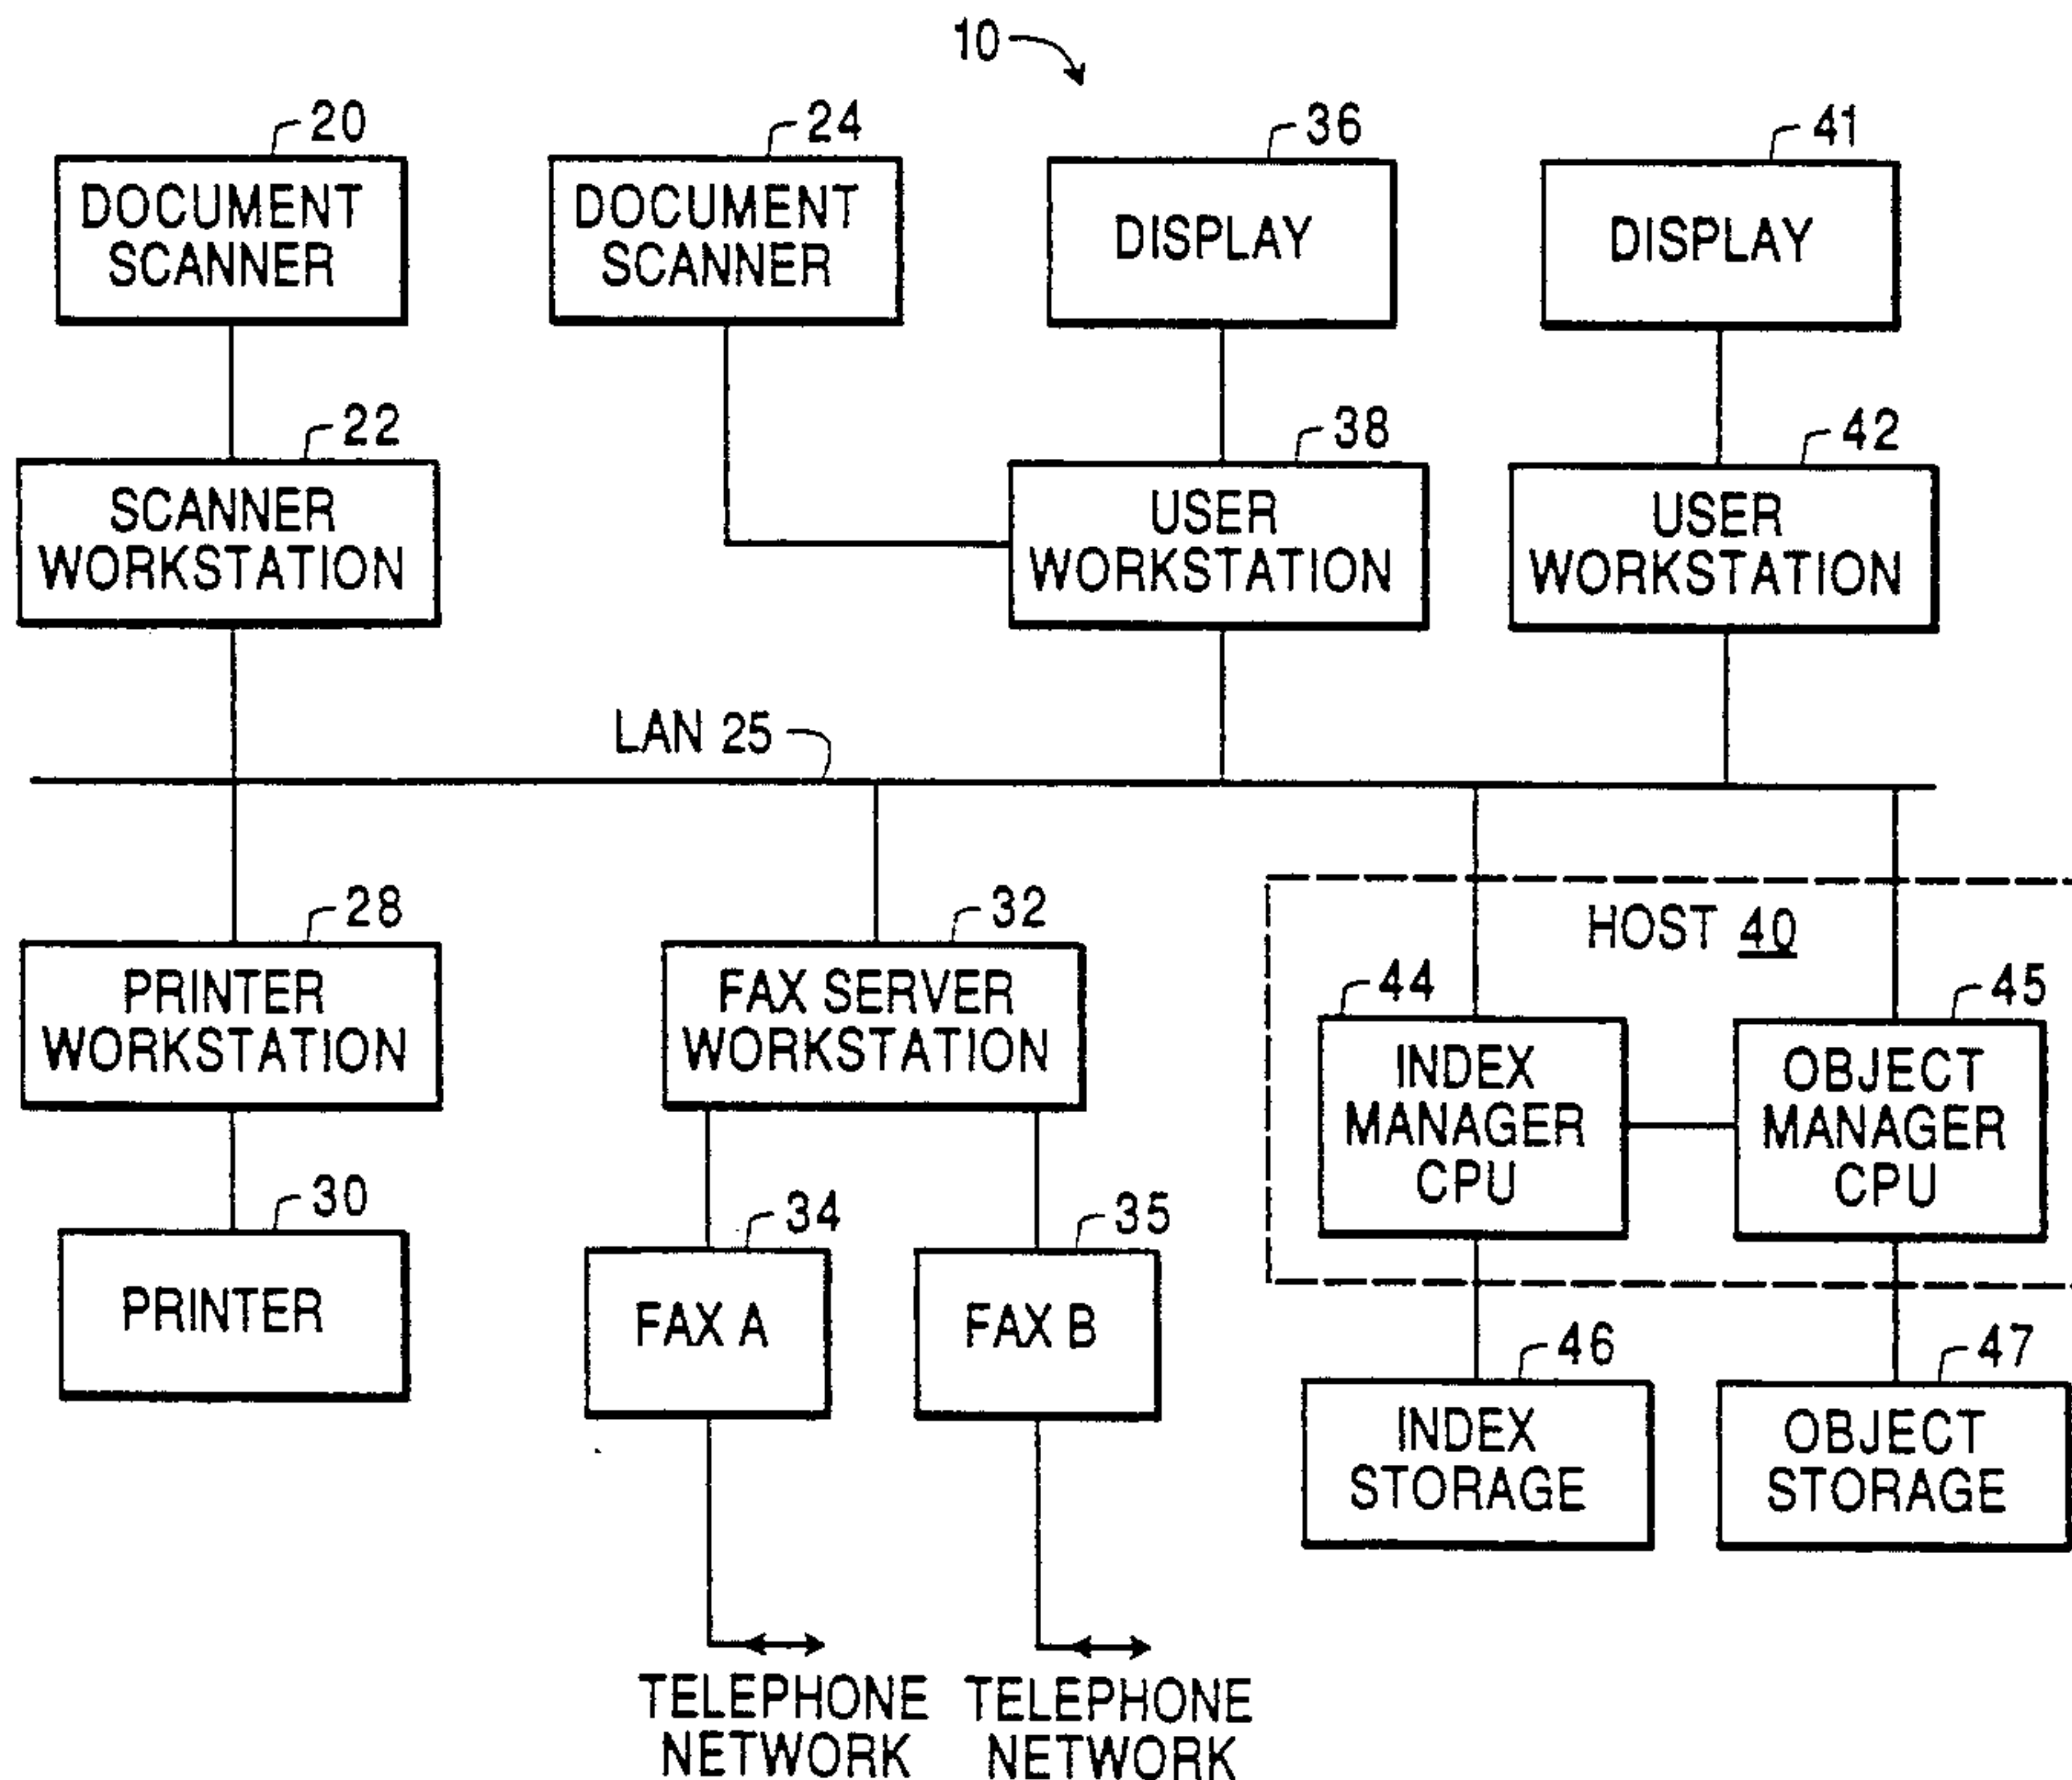 10
20
24
36
41
DOCUMENT
SCANNER
DOCUMENT
SCANNER
DISPLAY
DISPLAY
22
38
42
SCANNER
WORKSTATION
USER
WORKSTATION
USER
WORKSTATION
LAN 25
28
32
HOST 40
PRINTER
WORKSTATION
FAX SERVER
WORKSTATION
44
45
INDEX
MANAGER
CPU
OBJECT
MANAGER
CPU
30
34
35
PRINTER
FAX A
FAX B
46
47
INDEX
STORAGE
OBJECT
STORAGE
TELEPHONE
NETWORK
TELEPHONE
NETWORK